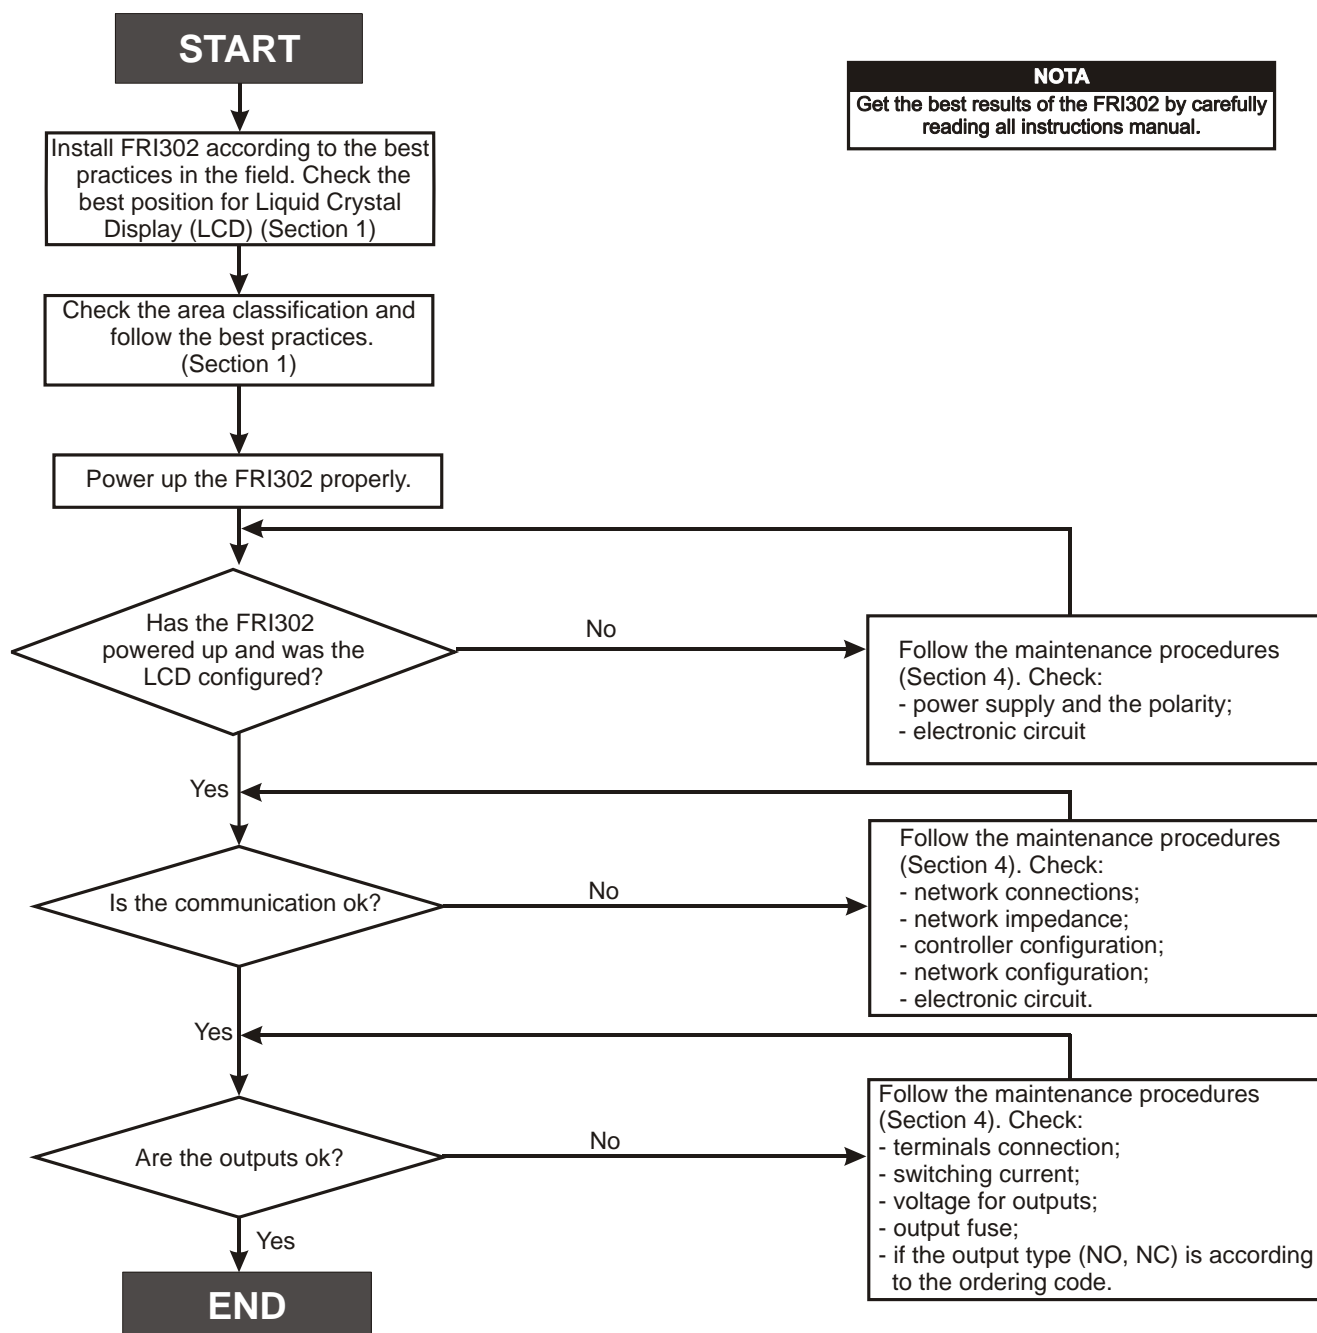 START
NOTA
Get the best results of the FRI302 by carefully
reading all instructions manual.
Install FRI302 according to the best
practices in the field. Check the
best position for Liquid Crystal
Display (LCD) (Section 1)
Check the area classification and
follow the best practices.
(Section 1)
Power up the FRI302 properly.
Has the FRI302
powered up and was the
LCD configured?
No
Follow the maintenance procedures
(Section 4). Check:
- power supply and the polarity;
- electronic circuit
Yes
Is the communication ok?
No
Follow the maintenance procedures
(Section 4). Check:
- network connections;
- network impedance;
- controller configuration;
- network configuration;
- electronic circuit.
Yes
Are the outputs ok?
No
Follow the maintenance procedures
(Section 4). Check:
- terminals connection;
- switching current;
- voltage for outputs;
- output fuse;
- if the output type (NO, NC) is according
to the ordering code.
Yes
END